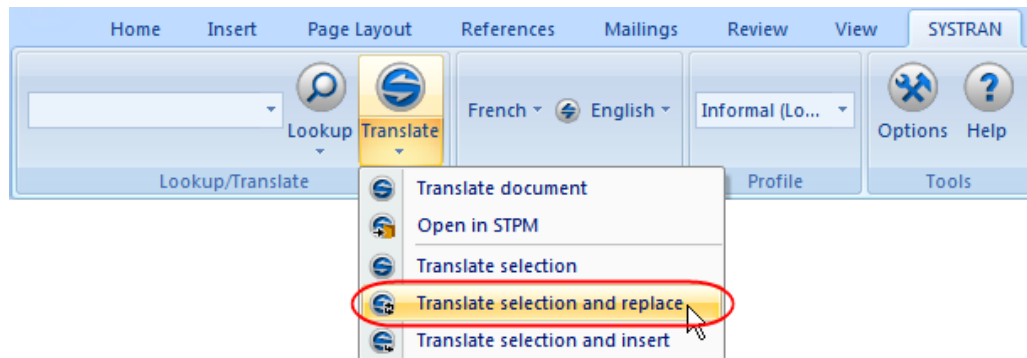 Home Insert Page Layout References Mailings Review View SYSTRAN
Lookup Translate French English Informal (Lo... Options Help
Lookup/Translate Profile Tools
Translate document
Open in STPM
Translate selection
Translate selection and replace
Translate selection and insert